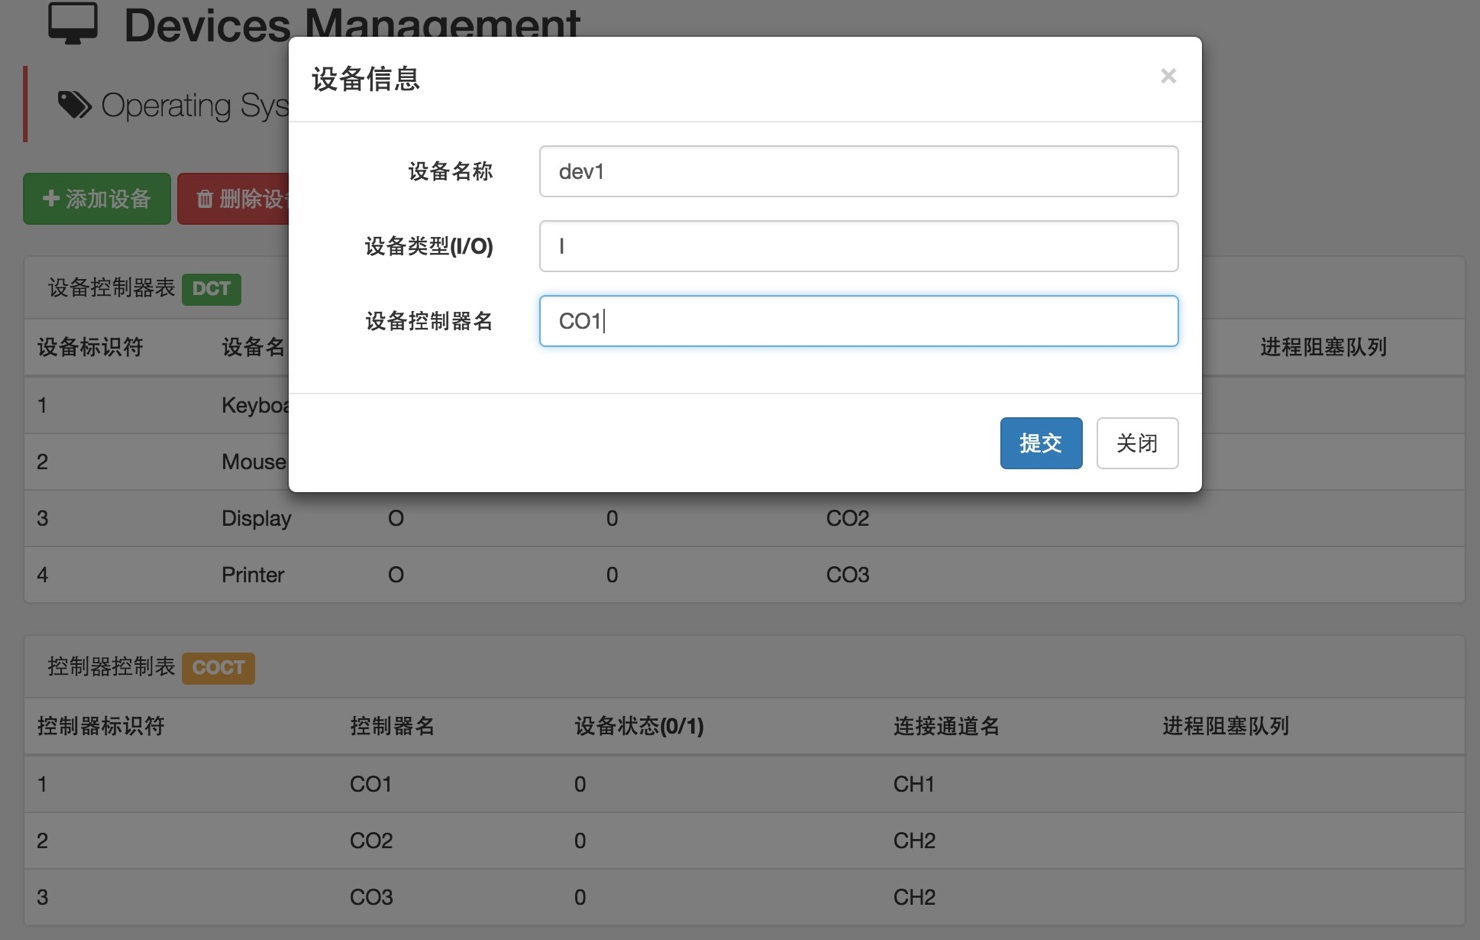 Devices Management
设备信息
×
Operating Sys
设备名称
dev1
添加设备
删除设
设备类型(I/O)
I
设备控制器表 DCT
设备控制器名
CO1
设备标识符
设备名
进程阻塞队列
1
Keyboa
提交
关闭
2
Mouse
3
Display
O
0
CO2
4
Printer
O
0
CO3
控制器控制表 COCT
控制器标识符
控制器名
设备状态(0/1)
连接通道名
进程阻塞队列
1
CO1
0
CH1
2
CO2
0
CH2
3
CO3
0
CH2